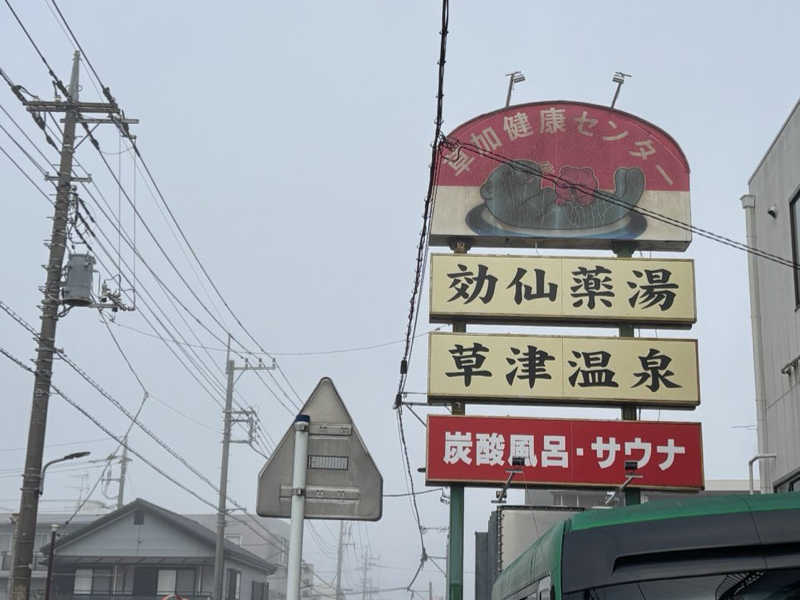 草加健康センター
効仙薬湯
草津温泉
炭酸風呂・サウナ